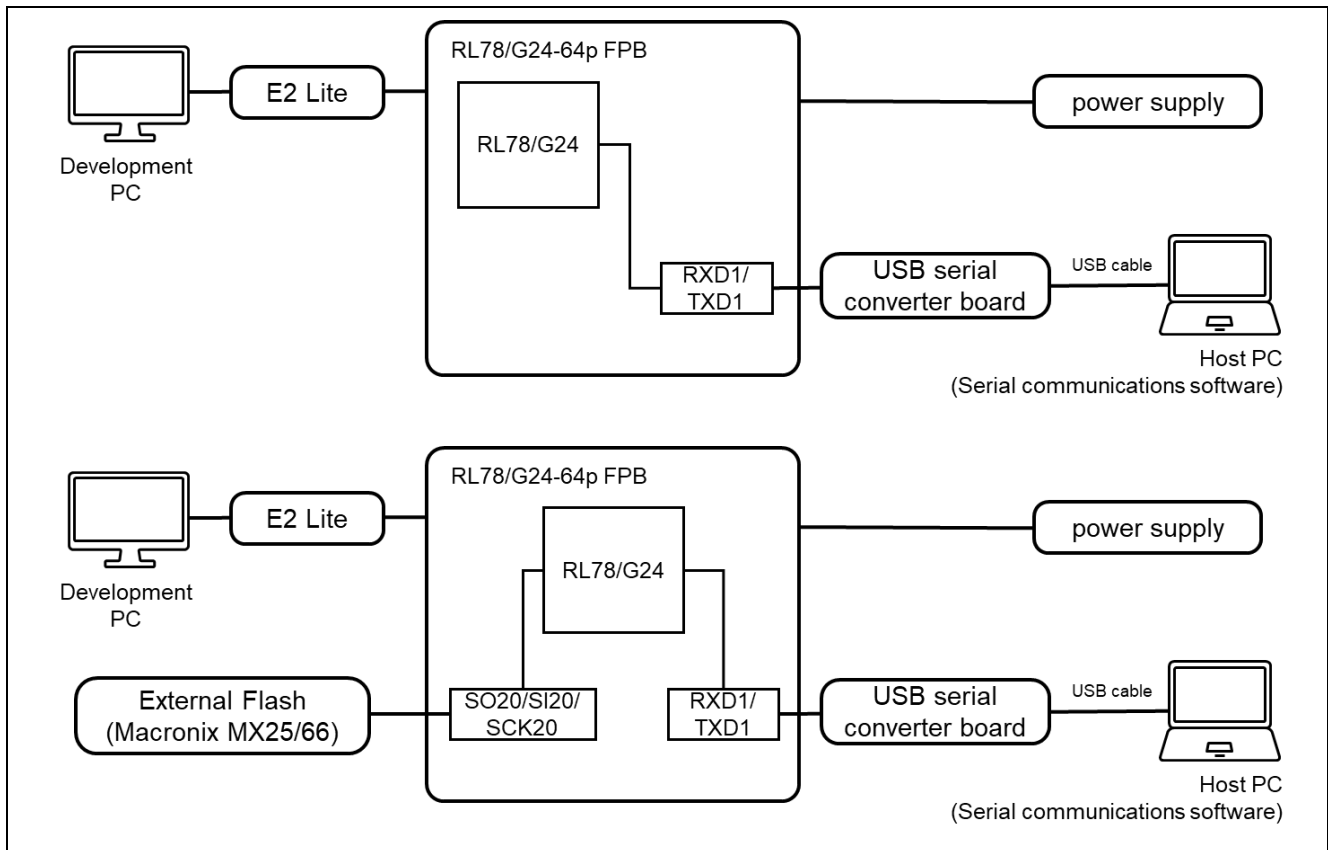 RL78/G24-64p FPB
E2 Lite
power supply
RL78/G24
Development
PC
RXD1/
TXD1
USB serial
converter board
USB cable
Host PC
(Serial communications software)
RL78/G24-64p FPB
E2 Lite
power supply
RL78/G24
Development
PC
External Flash
(Macronix MX25/66)
SO20/SI20/
SCK20
RXD1/
TXD1
USB serial
converter board
USB cable
Host PC
(Serial communications software)